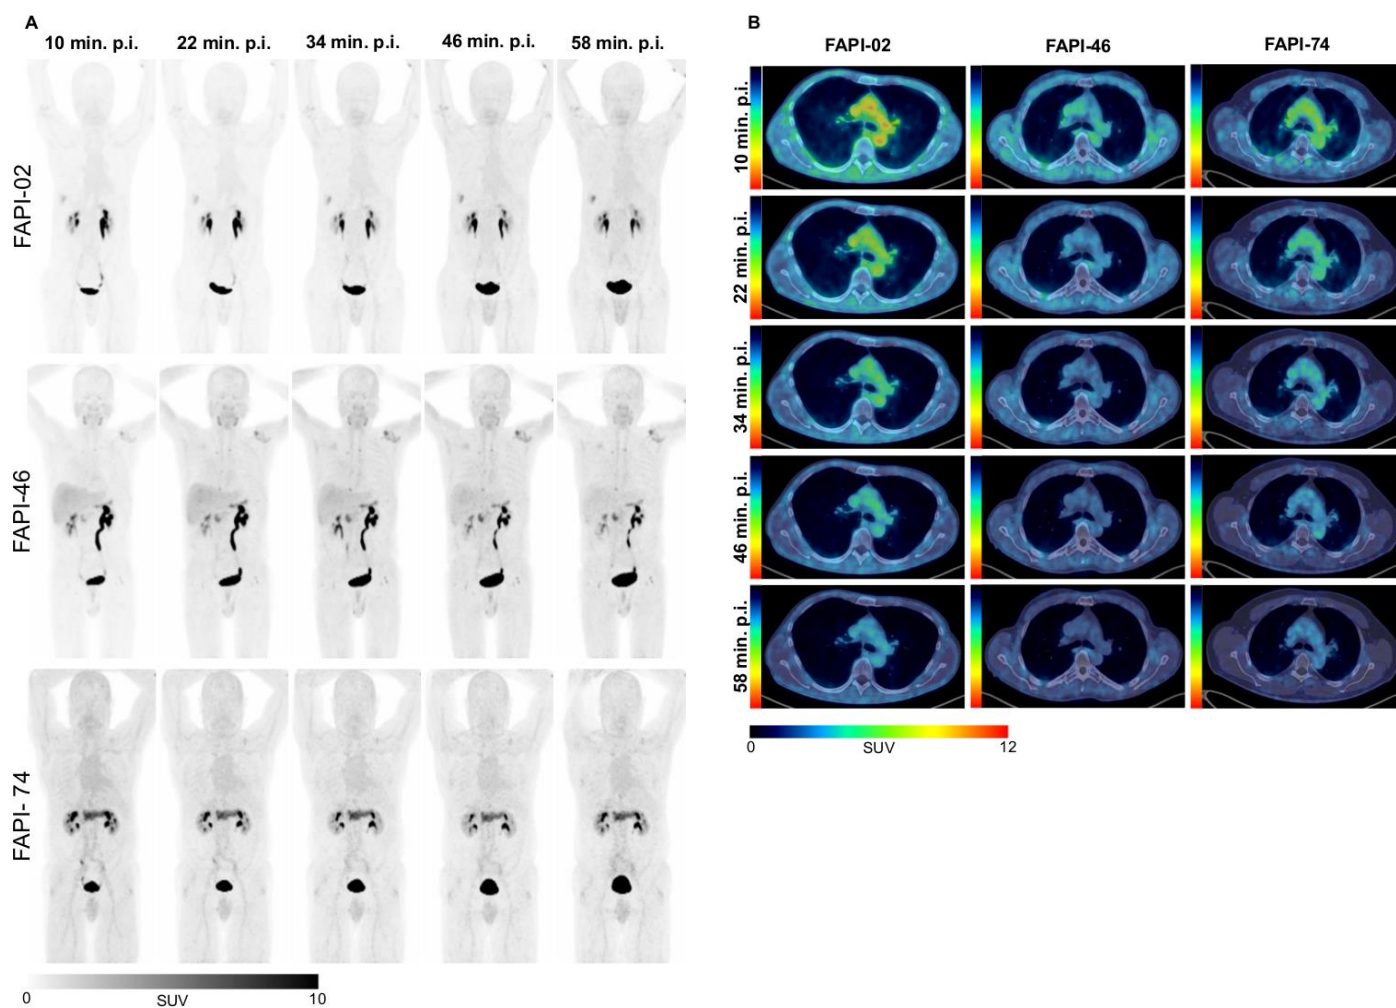 A
10 min. p.i. 22 min. p.i. 34 min. p.i. 46 min. p.i. 58 min. p.i.
FAPI-02
FAPI-46
FAPI- 74
0 SUV 10
B
FAPI-02 FAPI-46 FAPI-74
10 min. p.i.
22 min. p.i.
34 min. p.i.
46 min. p.i.
58 min. p.i.
0 SUV 12